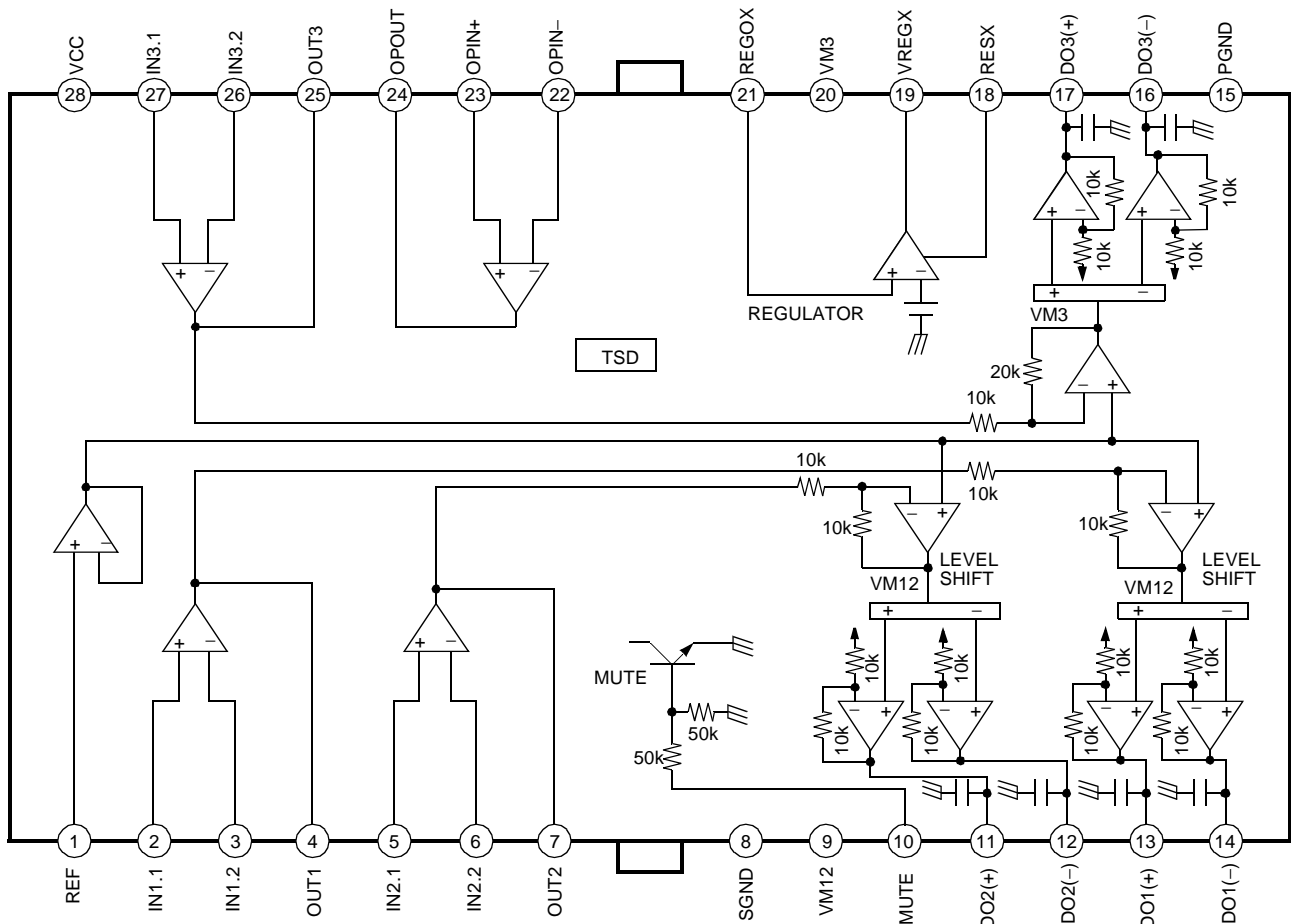 VCC
IN3.1
IN3.2
OUT3
OPOUT
OPIN+
OPIN−
REGOX
VM3
VREGX
RESX
DO3(+)
DO3(−)
PGND
28
27
26
25
24
23
22
21
20
19
18
17
16
15
10k
10k
+ −
+ −
10k
10k
+ −
+ −
+ −
+ −
REGULATOR
VM3
TSD
20k
− +
10k
10k
10k
10k
− +
10k
− +
+ −
LEVEL
SHIFT
LEVEL
SHIFT
VM12
VM12
+ −
+ −
+ −
+ −
MUTE
10k
10k
10k
10k
− +
− +
− +
− +
50k
10k
10k
10k
10k
50k
1
2
3
4
5
6
7
8
9
10
11
12
13
14
REF
IN1.1
IN1.2
OUT1
IN2.1
IN2.2
OUT2
SGND
VM12
MUTE
DO2(+)
DO2(−)
DO1(+)
DO1(−)